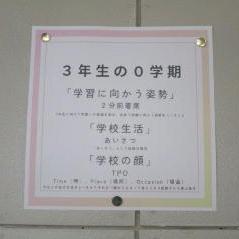 3年生の0学期
「学習に向かう姿勢」
2分前着席
「学校生活」
あいさつ
「学校の顔」
TPO
Time(時)、Place(場所)、Occasion(場合)